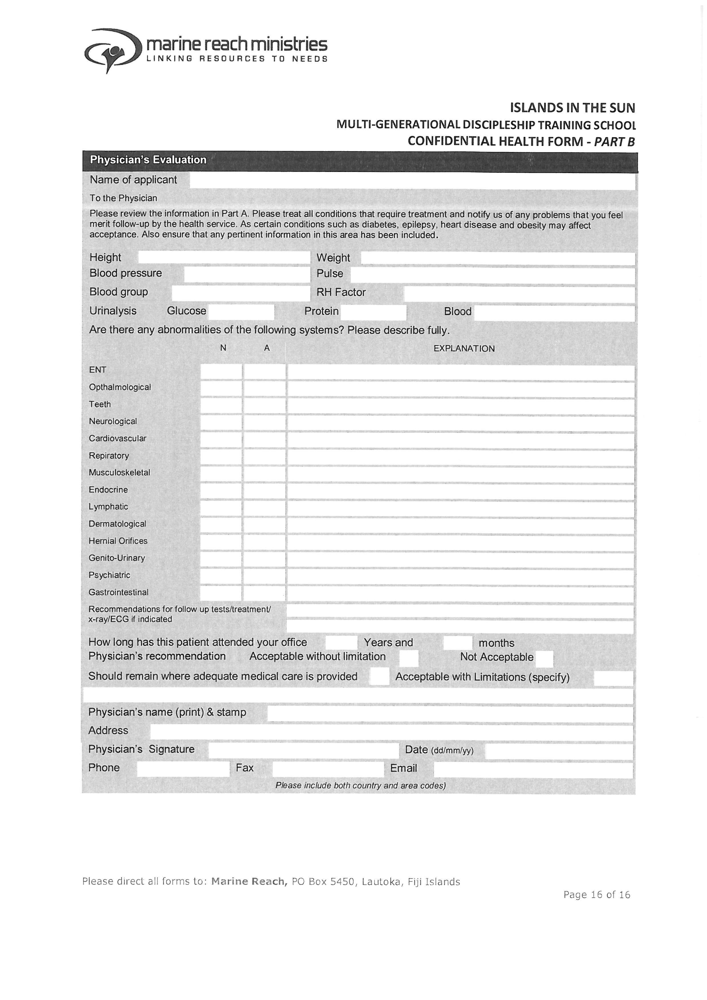 marine reach ministries
LINKING RESOURCES TO NEEDS
ISLANDS IN THE SUN
MULTI-GENERATIONAL DISCIPLESHIP TRAINING SCHOOL
CONFIDENTIAL HEALTH FORM - PART B
Physician's Evaluation
Name of applicant
To the Physician
Please review the information in Part A. Please treat all conditions that require treatment and notify us of any problems that you feel
merit follow-up by the health service. As certain conditions such as diabetes, epilepsy, heart disease and obesity may affect
acceptance. Also ensure that any pertinent information in this area has been included.
Height Weight
Blood pressure Pulse
Blood group RH Factor
Urinalysis Glucose Protein Blood
Are there any abnormalities of the following systems? Please describe fully.
N A EXPLANATION
ENT
Opthalmological
Teeth
Neurological
Cardiovascular
Repiratory
Musculoskeletal
Endocrine
Lymphatic
Dermatological
Hernial Orifices
Genito-Urinary
Psychiatric
Gastrointestinal
Recommendations for follow up tests/treatment/
x-ray/ECG if indicated
How long has this patient attended your office Years and months
Physician's recommendation Acceptable without limitation Not Acceptable
Should remain where adequate medical care is provided Acceptable with Limitations (specify)
Physician's name (print) & stamp
Address
Physician's Signature Date (dd/mm/yy)
Phone Fax Email
Please include both country and area codes)
Please direct all forms to: Marine Reach, PO Box 5450, Lautoka, Fiji Islands
Page 16 of 16